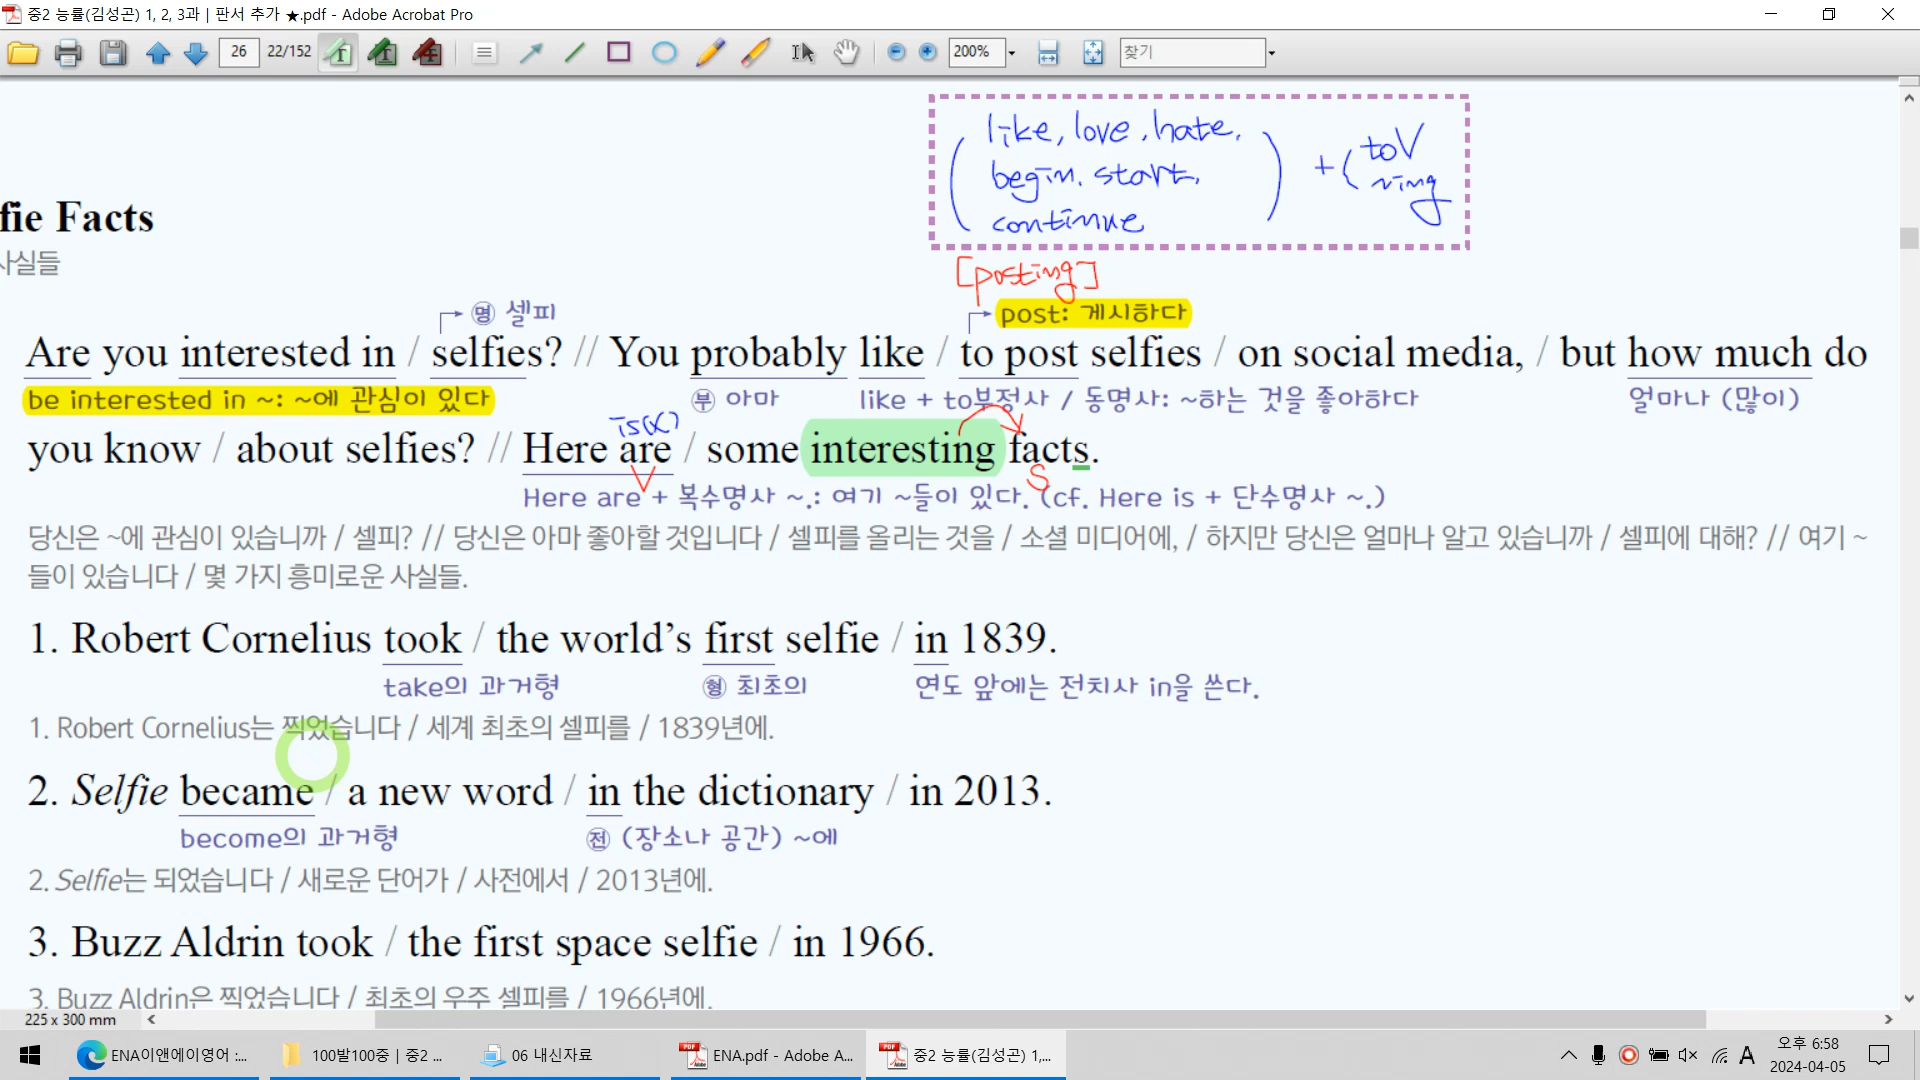 중2 능률(김성곤) 1, 2, 3과 | 판서 추가 ★.pdf - Adobe Acrobat Pro
26 22/152 200% 찾기
like, love, hate,
begin. start.
continue
+ { toV
ving
fie Facts
사실들
[posting]
명 셀피
post: 게시하다
Are you interested in / selfies? // You probably like / to post selfies / on social media, / but how much do
be interested in ~: ~에 관심이 있다
부 아마
like + to부정사 / 동명사: ~하는 것을 좋아하다
얼마나 (많이)
is(X)
you know / about selfies? // Here are / some interesting facts.
V
S
Here are + 복수명사 ~.: 여기 ~들이 있다. (cf. Here is + 단수명사 ~.)
당신은 ~에 관심이 있습니까 / 셀피? // 당신은 아마 좋아할 것입니다 / 셀피를 올리는 것을 / 소셜 미디어에, / 하지만 당신은 얼마나 알고 있습니까 / 셀피에 대해? // 여기 ~
들이 있습니다 / 몇 가지 흥미로운 사실들.
1. Robert Cornelius took / the world's first selfie / in 1839.
take의 과거형
형 최초의
연도 앞에는 전치사 in을 쓴다.
1. Robert Cornelius는 찍었습니다 / 세계 최초의 셀피를 / 1839년에.
2. Selfie became / a new word / in the dictionary / in 2013.
become의 과거형
전 (장소나 공간) ~에
2. Selfie는 되었습니다 / 새로운 단어가 / 사전에서 / 2013년에.
3. Buzz Aldrin took / the first space selfie / in 1966.
3. Buzz Aldrin은 찍었습니다 / 최초의 우주 셀피를 / 1966년에.
225 x 300 mm
ENA이앤에이영어 :...
100발100중 | 중2 ...
06 내신자료
ENA.pdf - Adobe A...
중2 능률(김성곤) 1,...
A
오후 6:58
2024-04-05